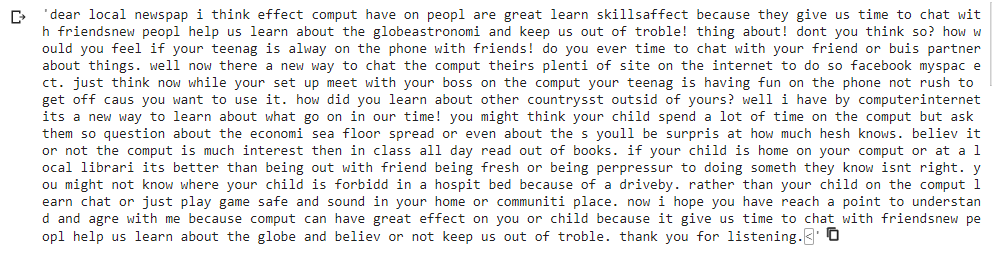 'dear local newspap i think effect comput have on peopl are great learn skillsaffect because they give us time to chat wit
h friendsnew peopl help us learn about the globeastronomi and keep us out of troble! thing about! dont you think so? how w
ould you feel if your teenag is alway on the phone with friends! do you ever time to chat with your friend or buis partner
about things. well now there a new way to chat the comput theirs plenti of site on the internet to do so facebook myspac e
ct. just think now while your set up meet with your boss on the comput your teenag is having fun on the phone not rush to
get off caus you want to use it. how did you learn about other countrysst outsid of yours? well i have by computerinternet
its a new way to learn about what go on in our time! you might think your child spend a lot of time on the comput but ask
them so question about the economi sea floor spread or even about the s youll be surpris at how much hesh knows. believ it
or not the comput is much interest then in class all day read out of books. if your child is home on your comput or at a l
ocal librari its better than being out with friend being fresh or being perpressur to doing someth they know isnt right. y
ou might not know where your child is forbidd in a hospit bed because of a driveby. rather than your child on the comput l
earn chat or just play game safe and sound in your home or communiti place. now i hope you have reach a point to understan
d and agre with me because comput can have great effect on you or child because it give us time to chat with friendsnew pe
opl help us learn about the globe and believ or not keep us out of troble. thank you for listening.<'